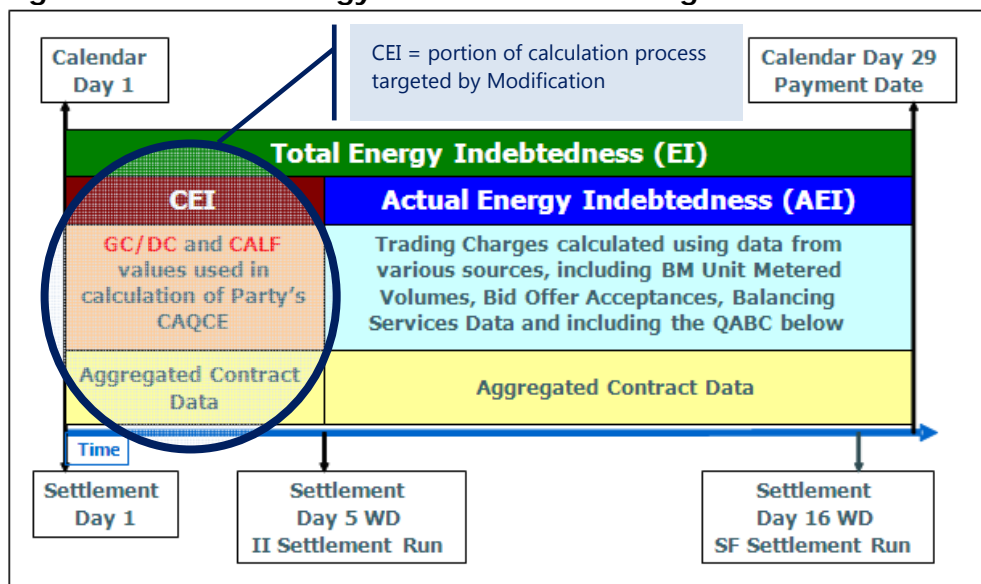 CEI = portion of calculation process
targeted by Modification
Calendar
Day 1
Calendar Day 29
Payment Date
Total Energy Indebtedness (EI)
CEI
Actual Energy Indebtedness (AEI)
GC/DC and CALF
values used in
calculation of Party's
CAQCE
Trading Charges calculated using data from
various sources, including BM Unit Metered
Volumes, Bid Offer Acceptances, Balancing
Services Data and including the QABC below
Aggregated Contract
Data
Aggregated Contract Data
Time
Settlement
Day 1
Settlement
Day 5 WD
II Settlement Run
Settlement
Day 16 WD
SF Settlement Run